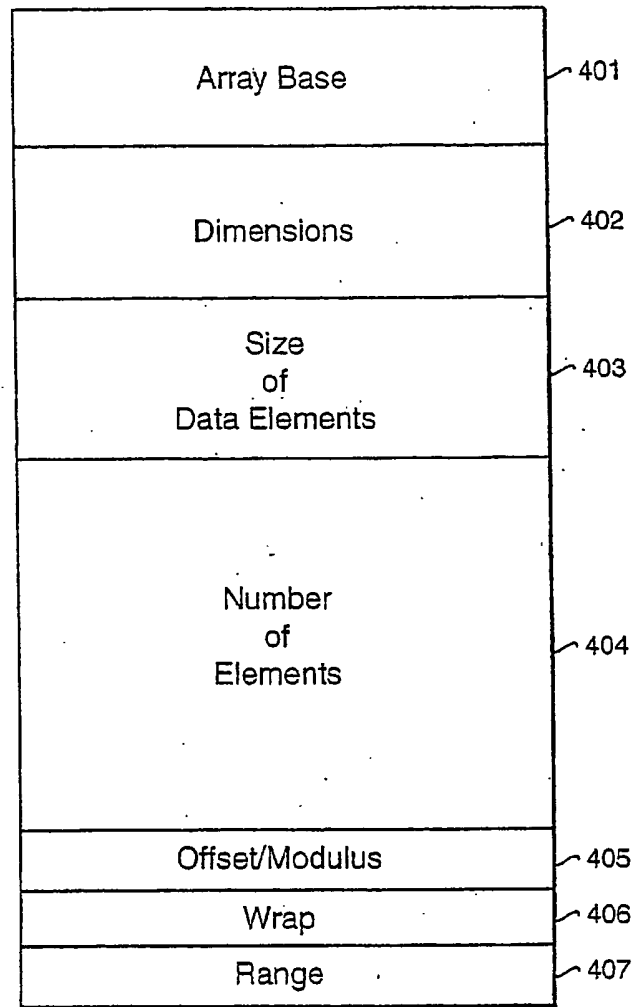 Array Base
401
Dimensions
402
Size
of
Data Elements
403
Number
of
Elements
404
Offset/Modulus
405
Wrap
406
Range
407